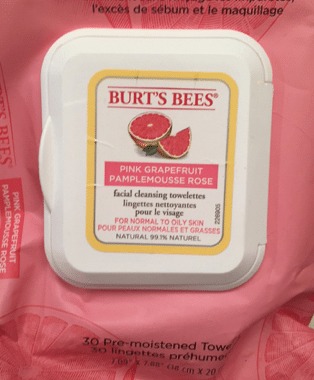 l'excès de sébum et le maquillage
BURT'S BEES®
PINK GRAPEFRUIT
PAMPLEMOUSSE ROSE
facial cleansing towelettes
lingettes nettoyantes
pour le visage
FOR NORMAL TO OILY SKIN
POUR PEAUX NORMALES ET GRASSES
NATURAL 99.1% NATUREL
BURT'S BEES
PINK GRAPEFRUIT
PAMPLEMOUSSE ROSE
30 Pre-moistened Towe
30 lingettes préhume